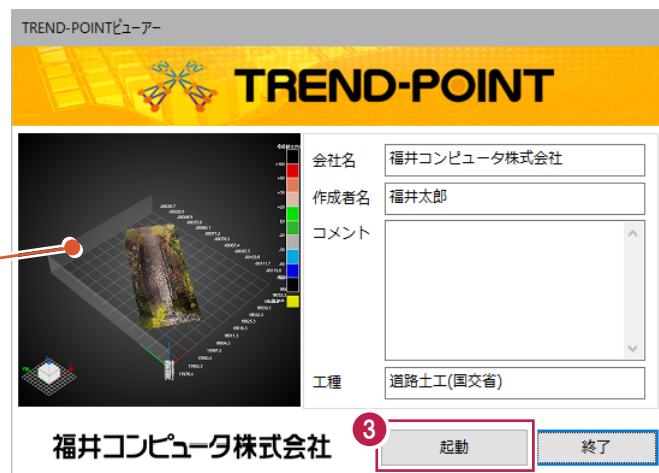 TREND-POINTビューアー
TREND-POINT
会社名 福井コンピュータ株式会社
作成者名 福井太郎
コメント
工種 道路土工(国交省)
福井コンピュータ株式会社
3
起動 終了